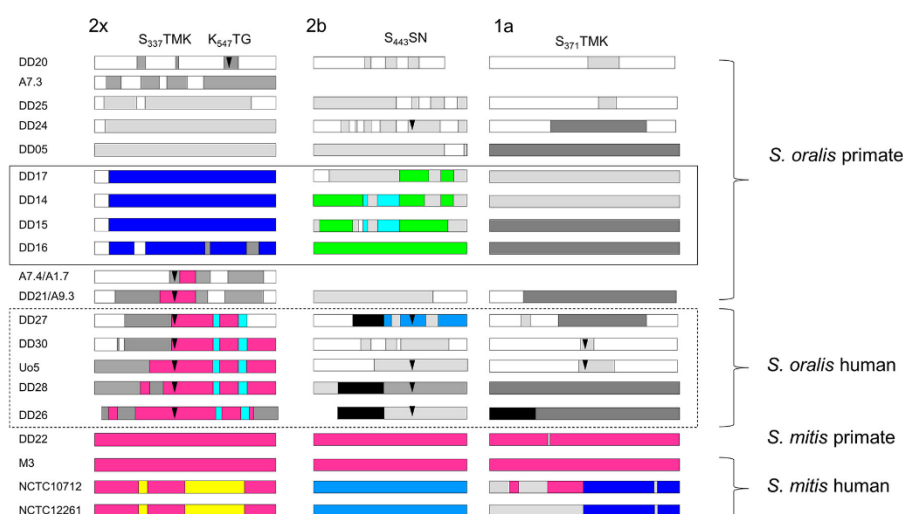 2x 2b 1a
S₃₃₇TMK K₅₄₇TG S₄₄₃SN S₃₇₁TMK
DD20
A7.3
DD25
DD24
DD05
S. oralis primate
DD17
DD14
DD15
DD16
A7.4/A1.7
DD21/A9.3
DD27
DD30
Uo5
S. oralis human
DD28
DD26
DD22
S. mitis primate
M3
NCTC10712
S. mitis human
NCTC12261